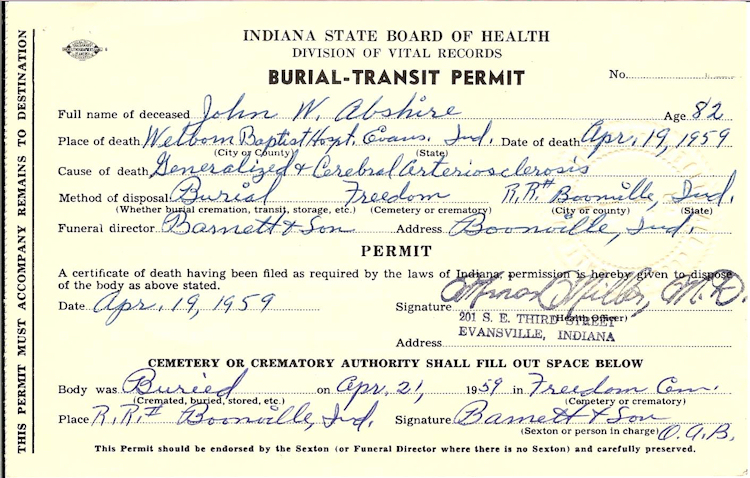 INDIANA STATE BOARD OF HEALTH
DIVISION OF VITAL RECORDS
BURIAL-TRANSIT PERMIT
No.
Full name of deceased John W. Abshire Age 82
Place of death Welborn Baptist Hospt. Evans. Ind. Date of death Apr. 19, 1959
(City or County) (State)
Cause of death Generalized & Cerebral Arteriosclerosis
Method of disposal Burial Freedom R.R.# Boonville, Ind.
(Whether burial cremation, transit, storage, etc.) (Cemetery or crematory) (City or county) (State)
Funeral director Barnett & Son Address Boonville, Ind.
PERMIT
A certificate of death having been filed as required by the laws of Indiana, permission is hereby given to dispose
of the body as above stated.
Date Apr. 19, 1959 Signature Miller, M.D.
(Health Officer)
201 S. E. THIRD STREET
Address EVANSVILLE, INDIANA
CEMETERY OR CREMATORY AUTHORITY SHALL FILL OUT SPACE BELOW
Body was Buried on Apr. 21, 1959 in Freedom Cem.
(Cremated, buried, stored, etc.) (Cemetery or crematory)
Place R.R.# Boonville, Ind. Signature Barnett & Son
(Sexton or person in charge) O.A.B.
This Permit should be endorsed by the Sexton (or Funeral Director where there is no Sexton) and carefully preserved.
THIS PERMIT MUST ACCOMPANY REMAINS TO DESTINATION